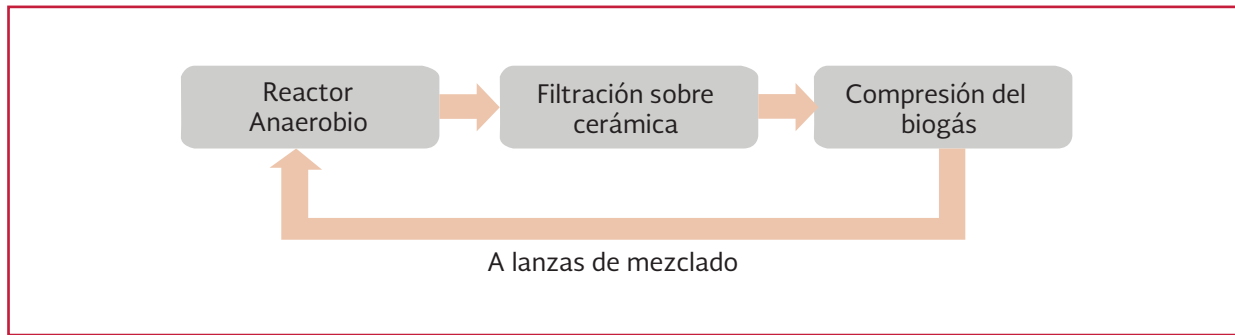 Reactor
Anaerobio
Filtración sobre
cerámica
Compresión del
biogás
A lanzas de mezclado